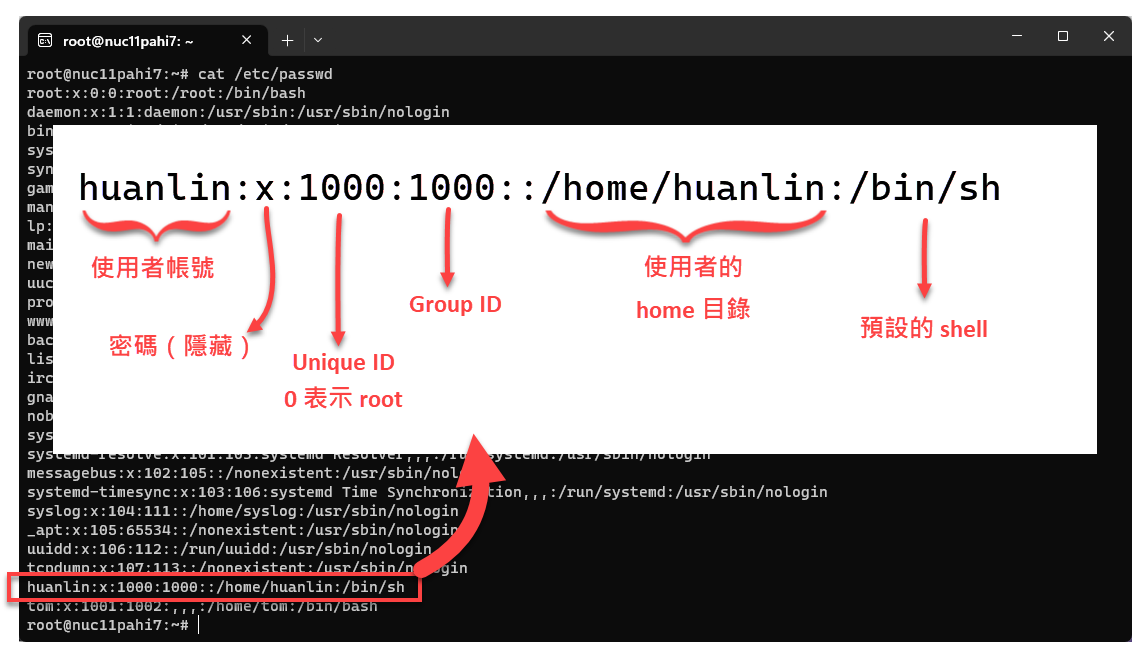 root@nuc11pahi7: ~
root@nuc11pahi7:~# cat /etc/passwd
root:x:0:0:root:/root:/bin/bash
daemon:x:1:1:daemon:/usr/sbin:/usr/sbin/nologin
bin
sys
syn
gam
man
lp:
mai
new
uuc
pro
www
bac
lis
irc
gna
nob
sys
huanlin:x:1000:1000::/home/huanlin:/bin/sh
使用者帳號
密碼（隱藏）
Unique ID
0 表示 root
Group ID
使用者的
home 目錄
預設的 shell
systemd-resolve:x:101:103:systemd Resolver,,,:/run/systemd:/usr/sbin/nologin
messagebus:x:102:105::/nonexistent:/usr/sbin/nolo
systemd-timesync:x:103:106:systemd Time Synchronization,,,:/run/systemd:/usr/sbin/nologin
syslog:x:104:111::/home/syslog:/usr/sbin/nologin
_apt:x:105:65534::/nonexistent:/usr/sbin/nologin
uuidd:x:106:112::/run/uuidd:/usr/sbin/nologin
tcpdump:x:107:113::/nonexistent:/usr/sbin/nologin
huanlin:x:1000:1000::/home/huanlin:/bin/sh
tom:x:1001:1002:,,,:/home/tom:/bin/bash
root@nuc11pahi7:~#